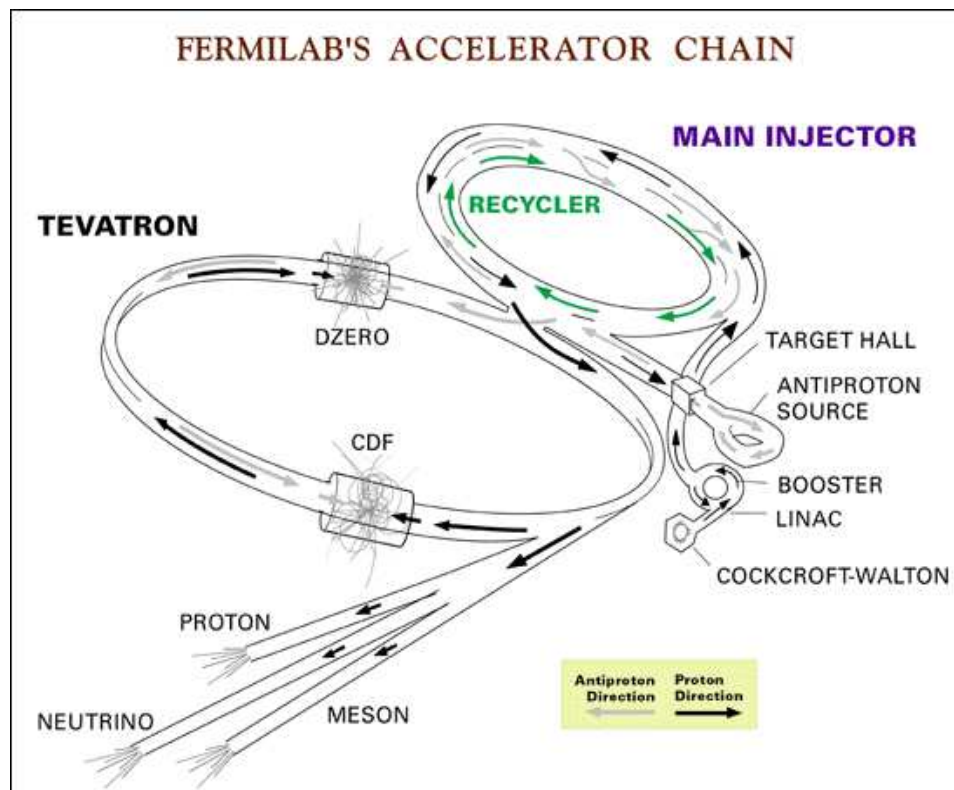 FERMILAB'S ACCELERATOR CHAIN
MAIN INJECTOR
RECYCLER
TEVATRON
DZERO
TARGET HALL
ANTIPROTON
SOURCE
CDF
BOOSTER
LINAC
COCKCROFT-WALTON
PROTON
NEUTRINO
MESON
Antiproton
Direction
Proton
Direction